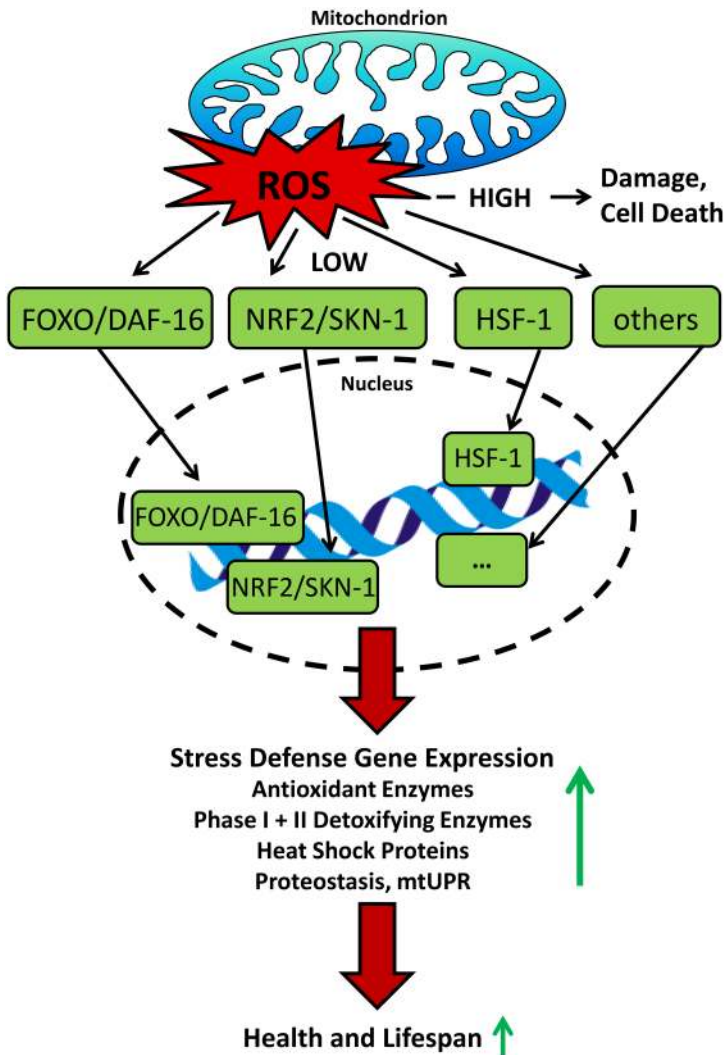 Mitochondrion
ROS
HIGH
Damage,
Cell Death
LOW
FOXO/DAF-16
NRF2/SKN-1
HSF-1
others
Nucleus
HSF-1
FOXO/DAF-16
...
NRF2/SKN-1
Stress Defense Gene Expression
Antioxidant Enzymes
Phase I + II Detoxifying Enzymes
Heat Shock Proteins
Proteostasis, mtUPR
Health and Lifespan